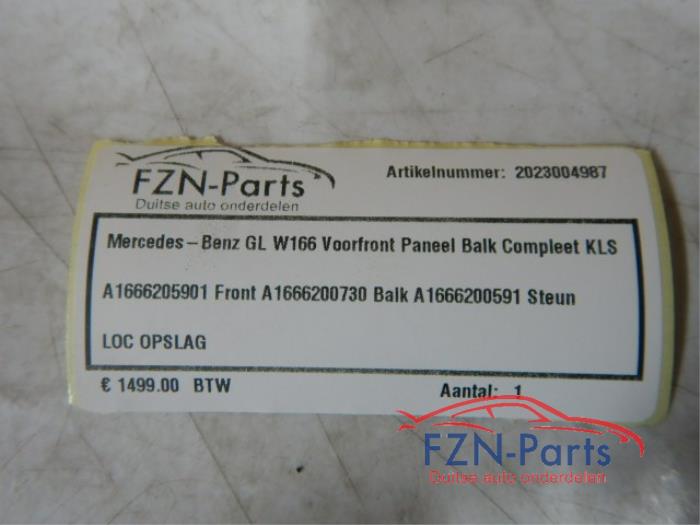 FZN-Parts
Duitse auto onderdelen
Artikelnummer: 2023004987
Mercedes-Benz GL W166 Voorfront Paneel Balk Compleet KLS
A1666205901 Front A1666200730 Balk A1666200591 Steun
LOC OPSLAG
€ 1499.00 BTW
Aantal: 1
FZN-Parts
Duitse auto onderdelen